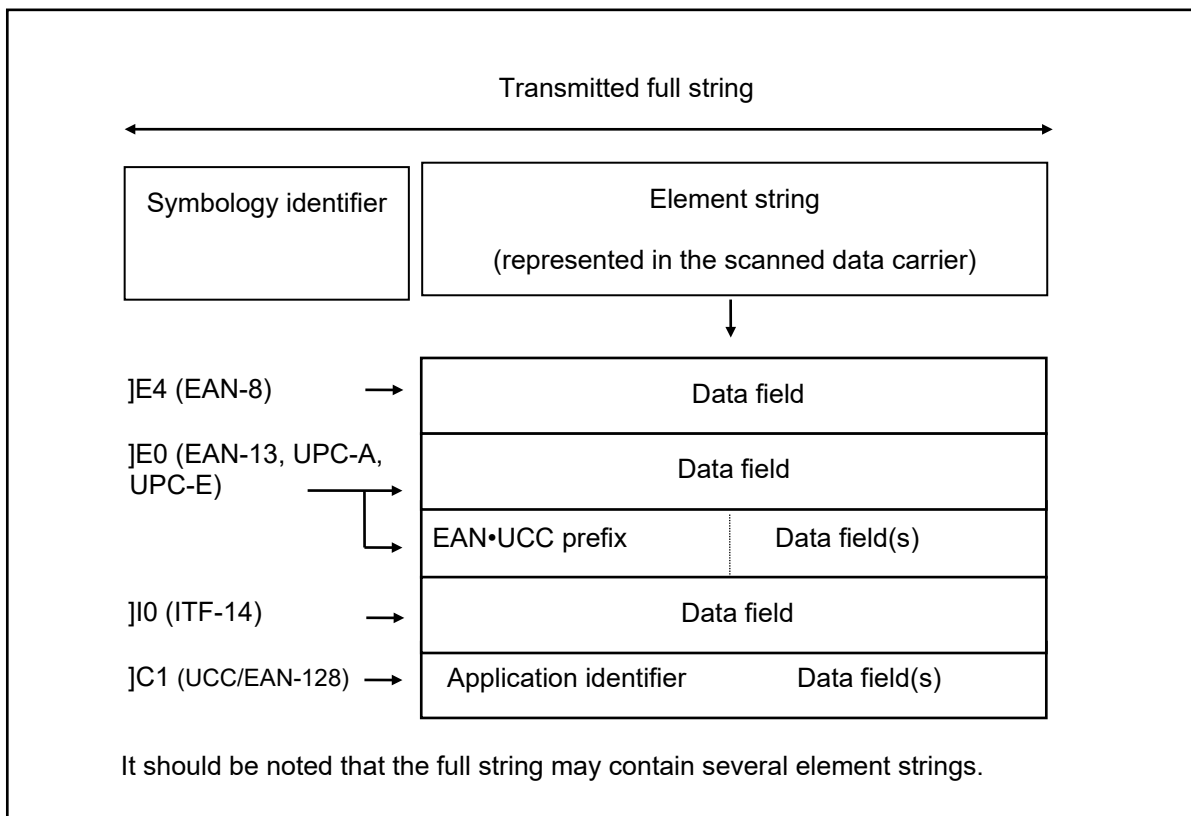 Transmitted full string
Symbology identifier
Element string
(represented in the scanned data carrier)
]E4 (EAN-8)
Data field
]E0 (EAN-13, UPC-A,
UPC-E)
Data field
EAN•UCC prefix
Data field(s)
]I0 (ITF-14)
Data field
]C1 (UCC/EAN-128)
Application identifier
Data field(s)
It should be noted that the full string may contain several element strings.